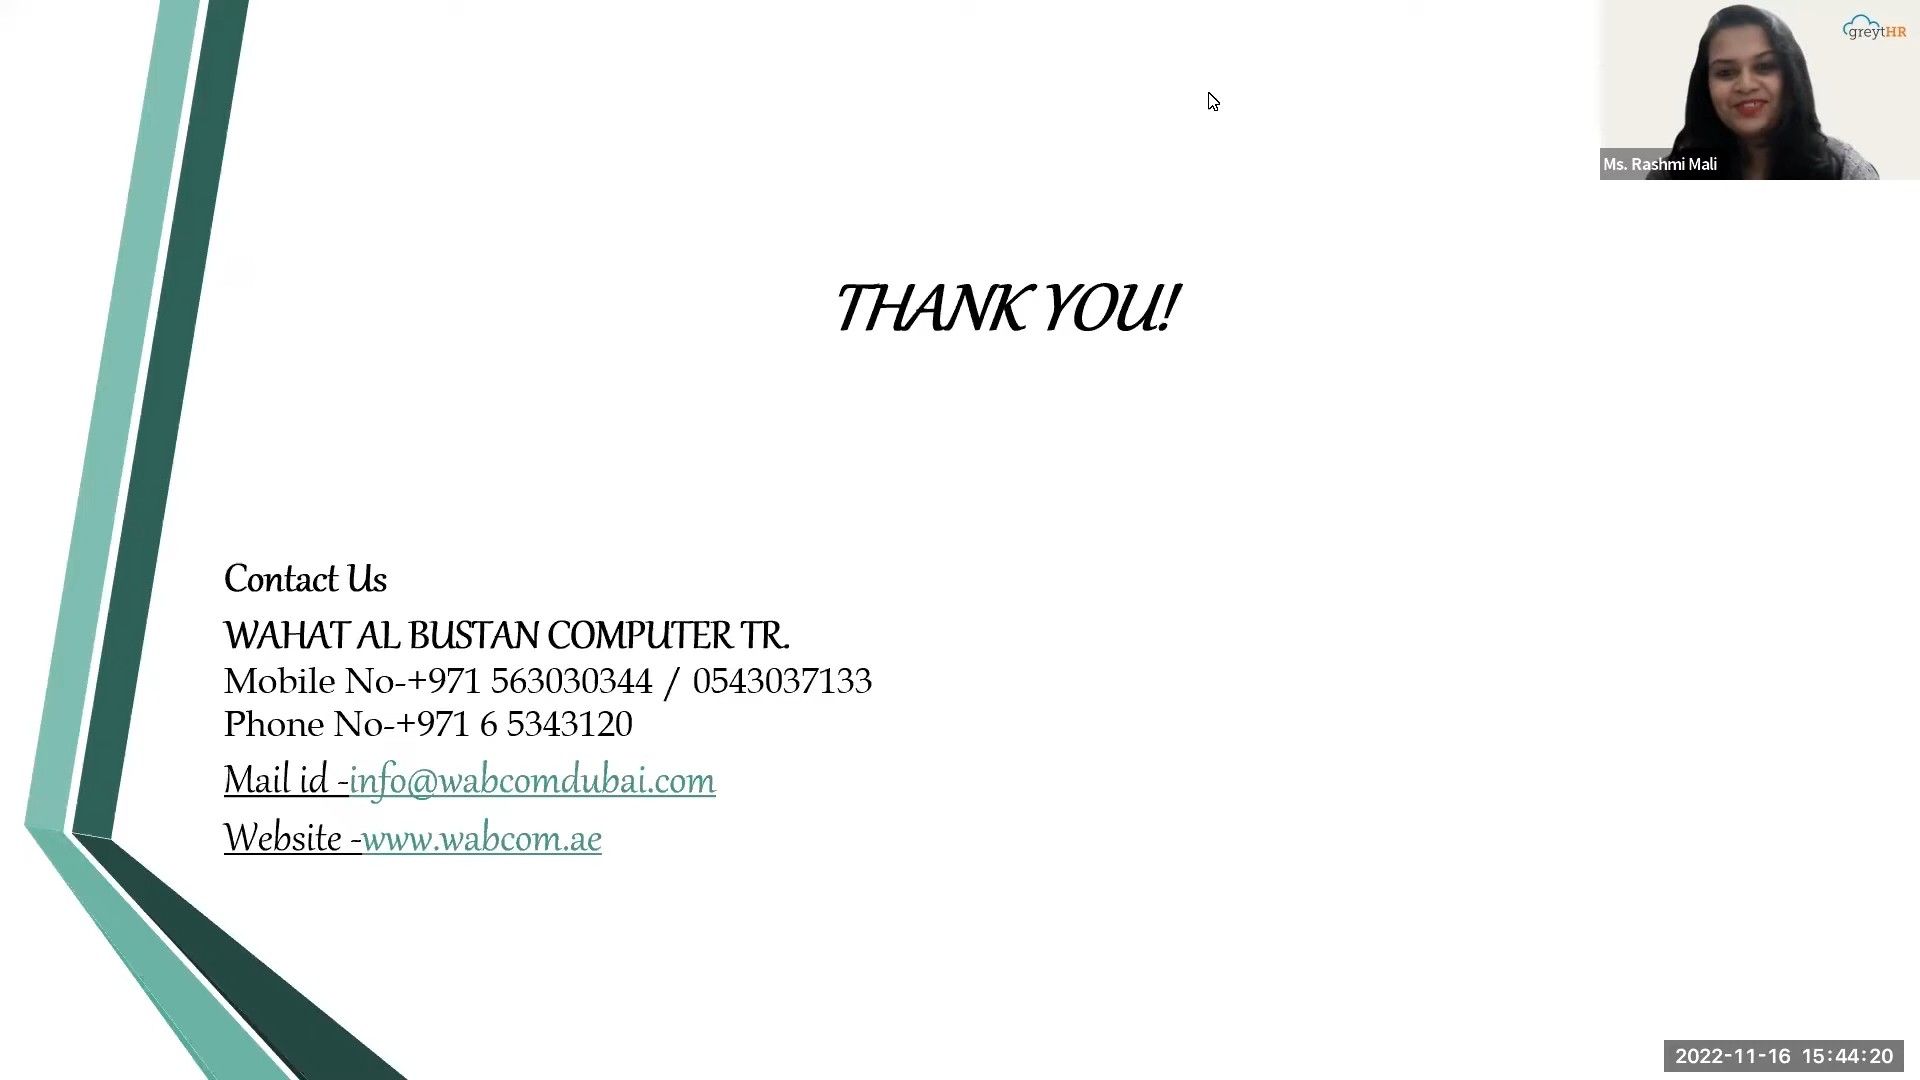 greytHR
Ms. Rashmi Mali
THANK YOU!
Contact Us
WAHAT AL BUSTAN COMPUTER TR.
Mobile No-+971 563030344 / 0543037133
Phone No-+971 6 5343120
Mail id -info@wabcomdubai.com
Website -www.wabcom.ae
2022-11-16 15:44:20